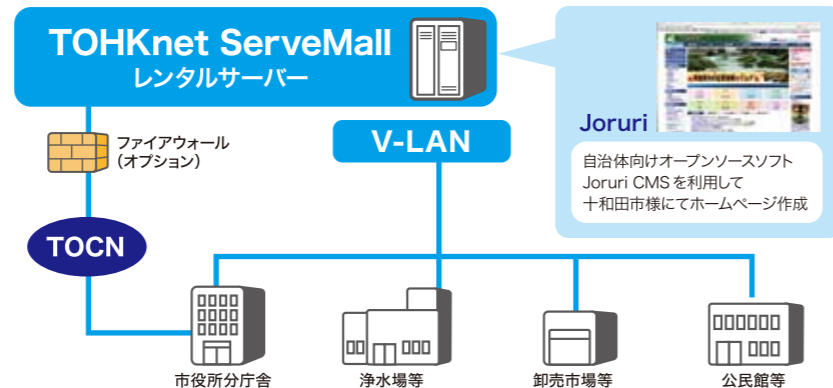 TOHKnet ServeMall
レンタルサーバー
ファイアウォール
（オプション）
V-LAN
Joruri
自治体向けオープンソースソフト
Joruri CMSを利用して
十和田市様にてホームページ作成
TOCN
市役所分庁舎
浄水場等
卸売市場等
公民館等